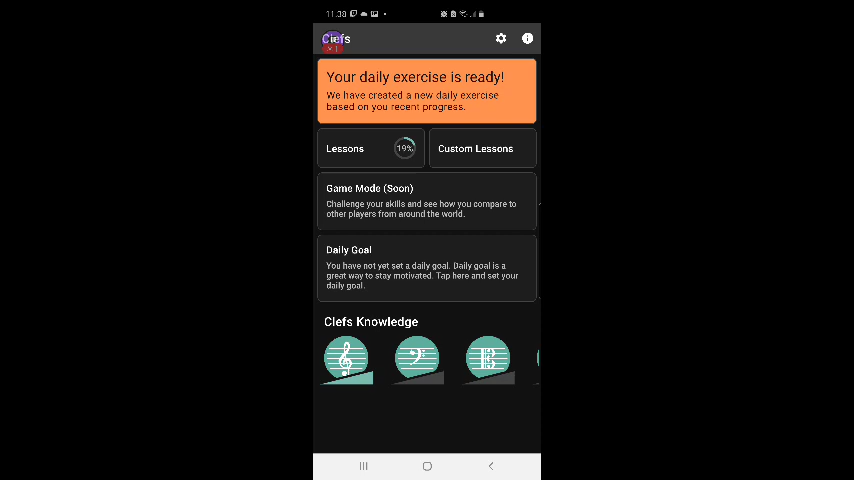 11.38
Clefs
Your daily exercise is ready!
We have created a new daily exercise
based on you recent progress.
Lessons
19%
Custom Lessons
Game Mode (Soon)
Challenge your skills and see how you compare to
other players from around the world.
Daily Goal
You have not yet set a daily goal. Daily goal is a
great way to stay motivated. Tap here and set your
daily goal.
Clefs Knowledge